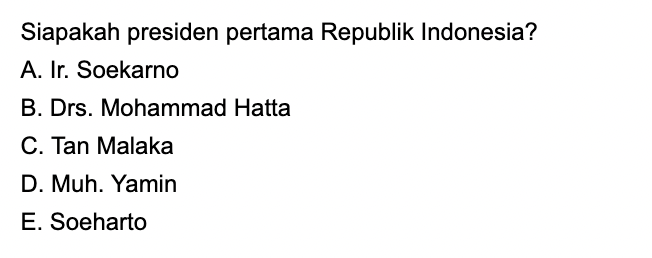 Siapakah presiden pertama Republik Indonesia?
A. Ir. Soekarno
B. Drs. Mohammad Hatta
C. Tan Malaka
D. Muh. Yamin
E. Soeharto